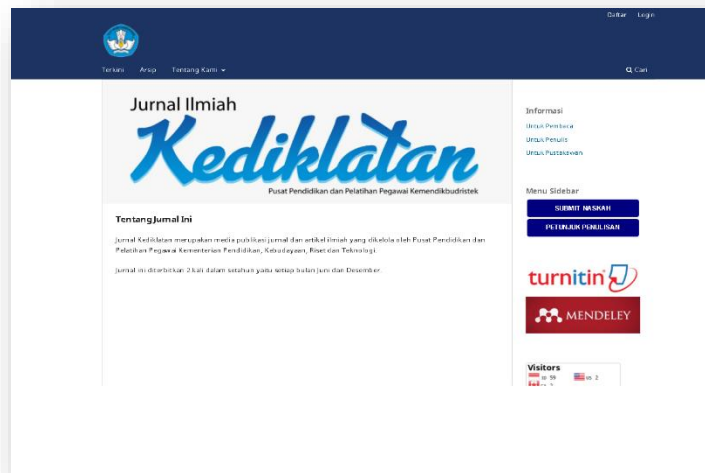 Daftar Login
Terkini Arsip Tentang Kami
Cari
Jurnal Ilmiah
Kediklatan
Pusat Pendidikan dan Pelatihan Pegawai Kemendikbudristek
Tentang Jurnal Ini
Jurnal Kediklatan merupakan media publikasi jurnal dan artikel ilmiah yang dikelola oleh Pusat Pendidikan dan
Pelatihan Pegawai Kementerian Pendidikan, Kebudayaan, Riset dan Teknologi.
Jurnal ini diterbitkan 2 kali dalam setahun yaitu setiap bulan Juni dan Desember
Informasi
Untuk Pembaca
Untuk Penulis
Untuk Pustakawan
Menu Sidebar
SUBMIT NASKAH
PETUNJUK PENULISAN
turnitin
MENDELEY
Visitors
59 US 2